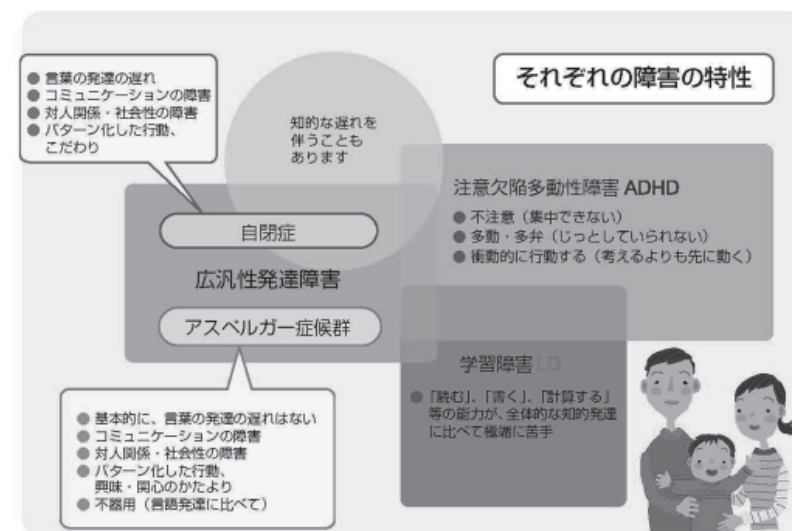 それぞれの障害の特性
● 言葉の発達の遅れ
● コミュニケーションの障害
● 対人関係・社会性の障害
● パターン化した行動、
こだわり
知的な遅れを
伴うことも
あります
自閉症
広汎性発達障害
アスペルガー症候群
● 基本的に、言葉の発達の遅れはない
● コミュニケーションの障害
● 対人関係・社会性の障害
● パターン化した行動、
興味・関心のかたより
● 不器用（言語発達に比べて）
注意欠陥多動性障害 ADHD
● 不注意（集中できない）
● 多動・多弁（じっとしていられない）
● 衝動的に行動する（考えるよりも先に動く）
学習障害 LD
● 「読む」、「書く」、「計算する」
等の能力が、全体的な知的発達
に比べて極端に苦手